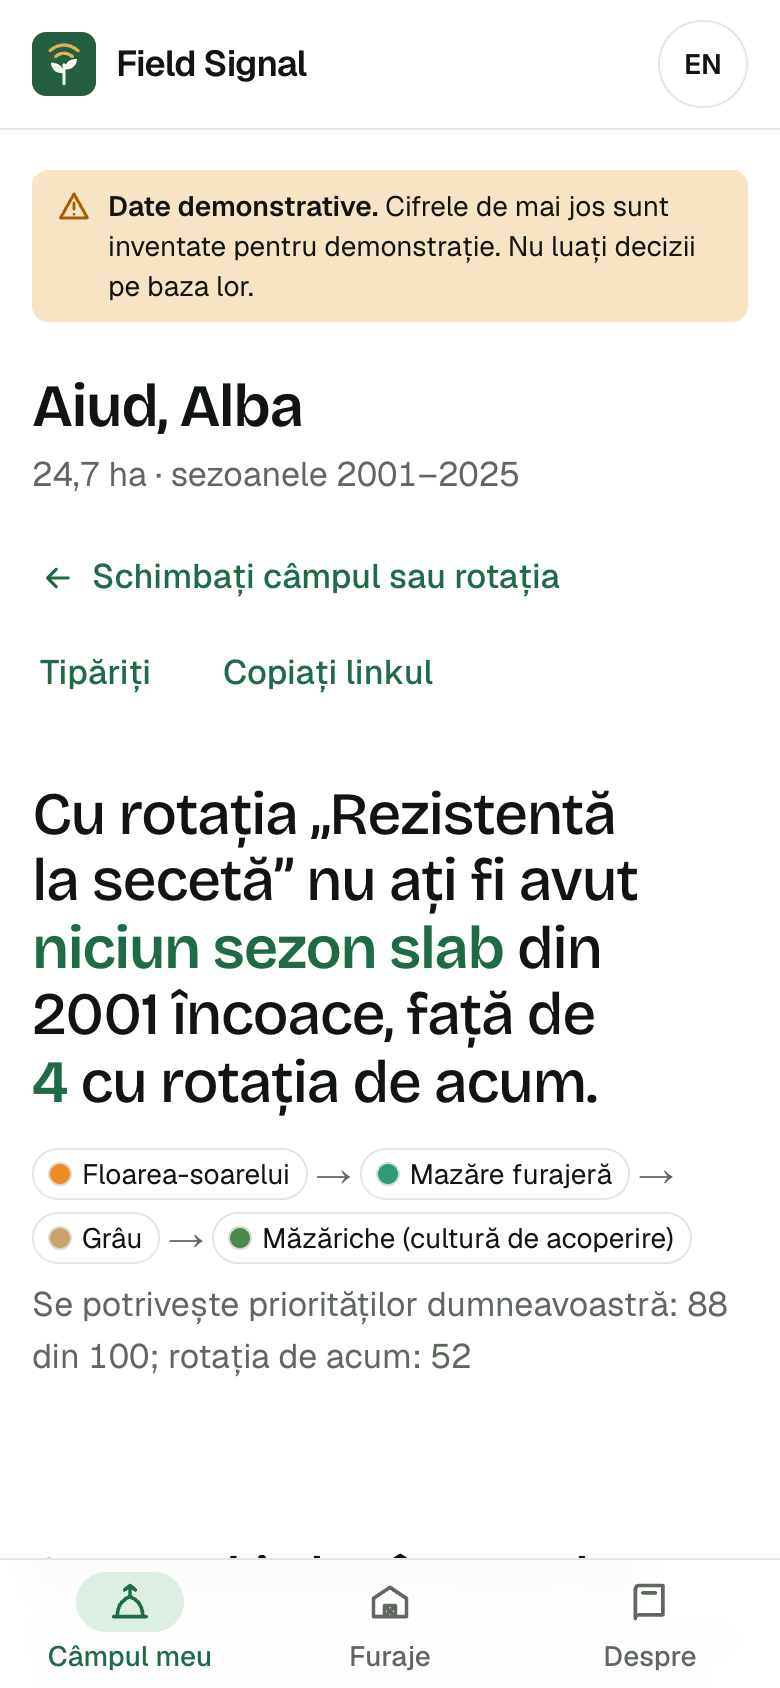 Field Signal
EN
Date demonstrative. Cifrele de mai jos sunt
inventate pentru demonstrație. Nu luați decizii
pe baza lor.
Aiud, Alba
24,7 ha · sezoanele 2001–2025
← Schimbați câmpul sau rotația
Tipăriți Copiați linkul
Cu rotația „Rezistentă
la secetă” nu ați fi avut
niciun sezon slab din
2001 încoace, față de
4 cu rotația de acum.
Floarea-soarelui → Mazăre furajeră →
Grâu → Măzăriche (cultură de acoperire)
Se potrivește priorităților dumneavoastră: 88
din 100; rotația de acum: 52
Câmpul meu Furaje Despre